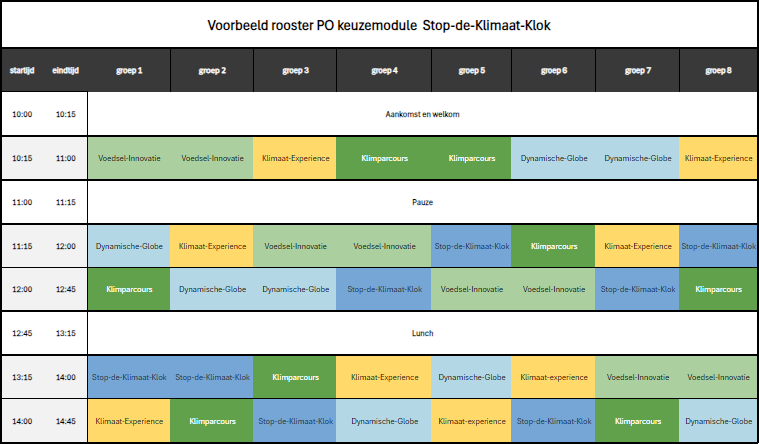 Voorbeeld rooster PO keuzemodule Stop-de-Klimaat-Klok
startijd eindtijd groep 1 groep 2 groep 3 groep 4 groep 5 groep 6 groep 7 groep 8
10:00 10:15 Aankomst en welkom
10:15 11:00 Voedsel-Innovatie Voedsel-Innovatie Klimaat-Experience Klimparcours Klimparcours Dynamische-Globe Dynamische-Globe Klimaat-Experience
11:00 11:15 Pauze
11:15 12:00 Dynamische-Globe Klimaat-Experience Voedsel-Innovatie Voedsel-Innovatie Stop-de-Klimaat-Klok Klimparcours Klimaat-Experience Stop-de-Klimaat-Klok
12:00 12:45 Klimparcours Dynamische-Globe Dynamische-Globe Stop-de-Klimaat-Klok Voedsel-Innovatie Voedsel-Innovatie Stop-de-Klimaat-Klok Klimparcours
12:45 13:15 Lunch
13:15 14:00 Stop-de-Klimaat-Klok Stop-de-Klimaat-Klok Klimparcours Klimaat-Experience Dynamische-Globe Klimaat-experience Voedsel-Innovatie Voedsel-Innovatie
14:00 14:45 Klimaat-Experience Klimparcours Stop-de-Klimaat-Klok Dynamische-Globe Klimaat-experience Stop-de-Klimaat-Klok Klimparcours Dynamische-Globe